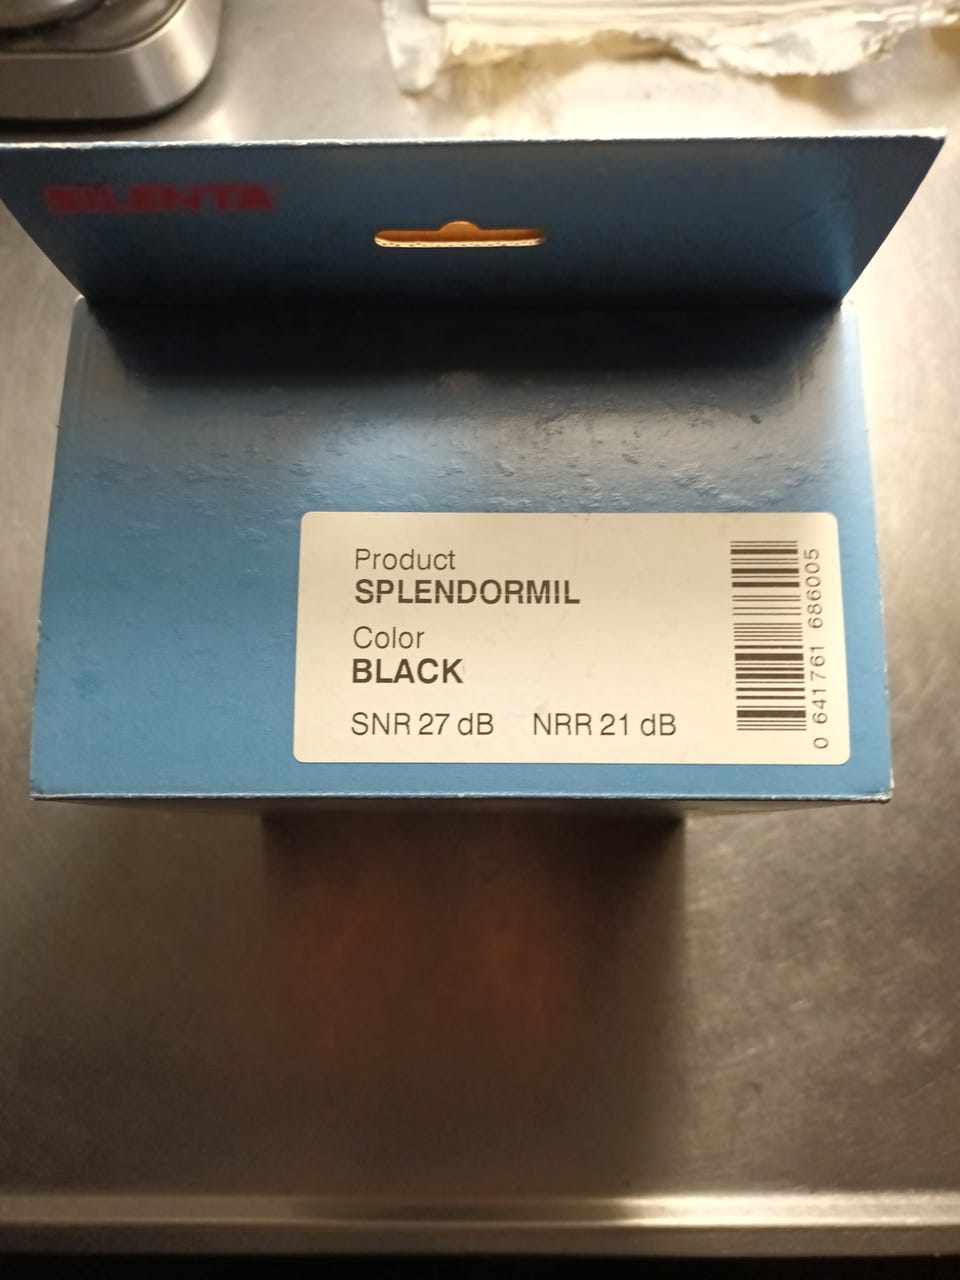 SILENTA
Product
SPLENDORMIL
Color
BLACK
SNR 27 dB NRR 21 dB
0 641761 686005